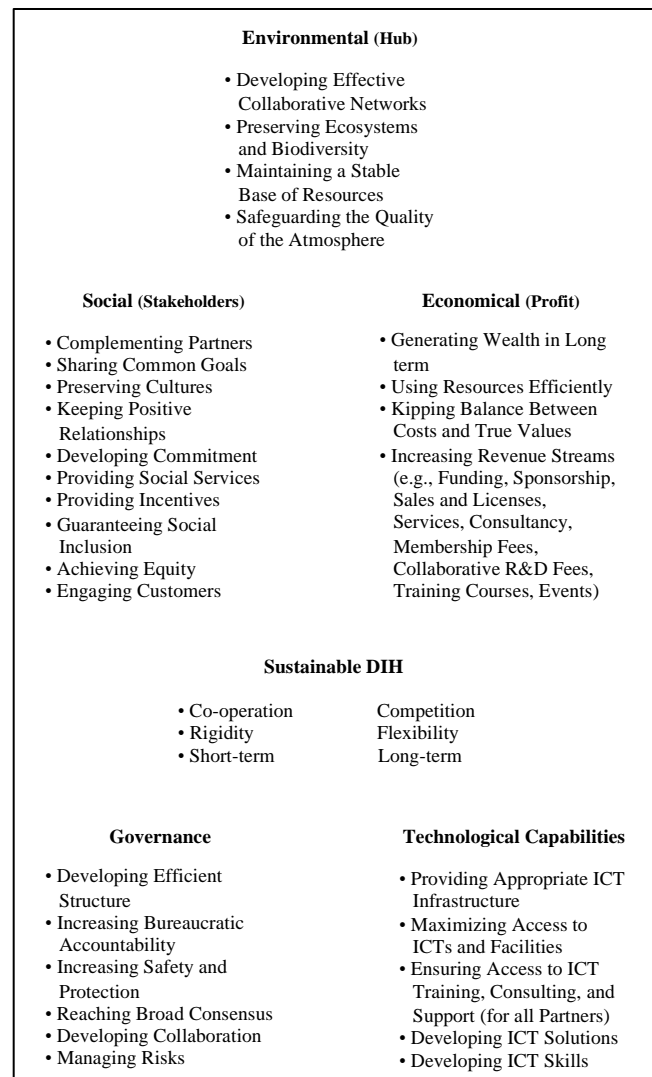 Environmental (Hub)
• Developing Effective
Collaborative Networks
• Preserving Ecosystems
and Biodiversity
• Maintaining a Stable
Base of Resources
• Safeguarding the Quality
of the Atmosphere
Social (Stakeholders)
• Complementing Partners
• Sharing Common Goals
• Preserving Cultures
• Keeping Positive
Relationships
• Developing Commitment
• Providing Social Services
• Providing Incentives
• Guaranteeing Social
Inclusion
• Achieving Equity
• Engaging Customers
Economical (Profit)
• Generating Wealth in Long
term
• Using Resources Efficiently
• Kipping Balance Between
Costs and True Values
• Increasing Revenue Streams
(e.g., Funding, Sponsorship,
Sales and Licenses,
Services, Consultancy,
Membership Fees,
Collaborative R&D Fees,
Training Courses, Events)
Sustainable DIH
• Co-operation Competition
• Rigidity Flexibility
• Short-term Long-term
Governance
• Developing Efficient
Structure
• Increasing Bureaucratic
Accountability
• Increasing Safety and
Protection
• Reaching Broad Consensus
• Developing Collaboration
• Managing Risks
Technological Capabilities
• Providing Appropriate ICT
Infrastructure
• Maximizing Access to
ICTs and Facilities
• Ensuring Access to ICT
Training, Consulting, and
Support (for all Partners)
• Developing ICT Solutions
• Developing ICT Skills